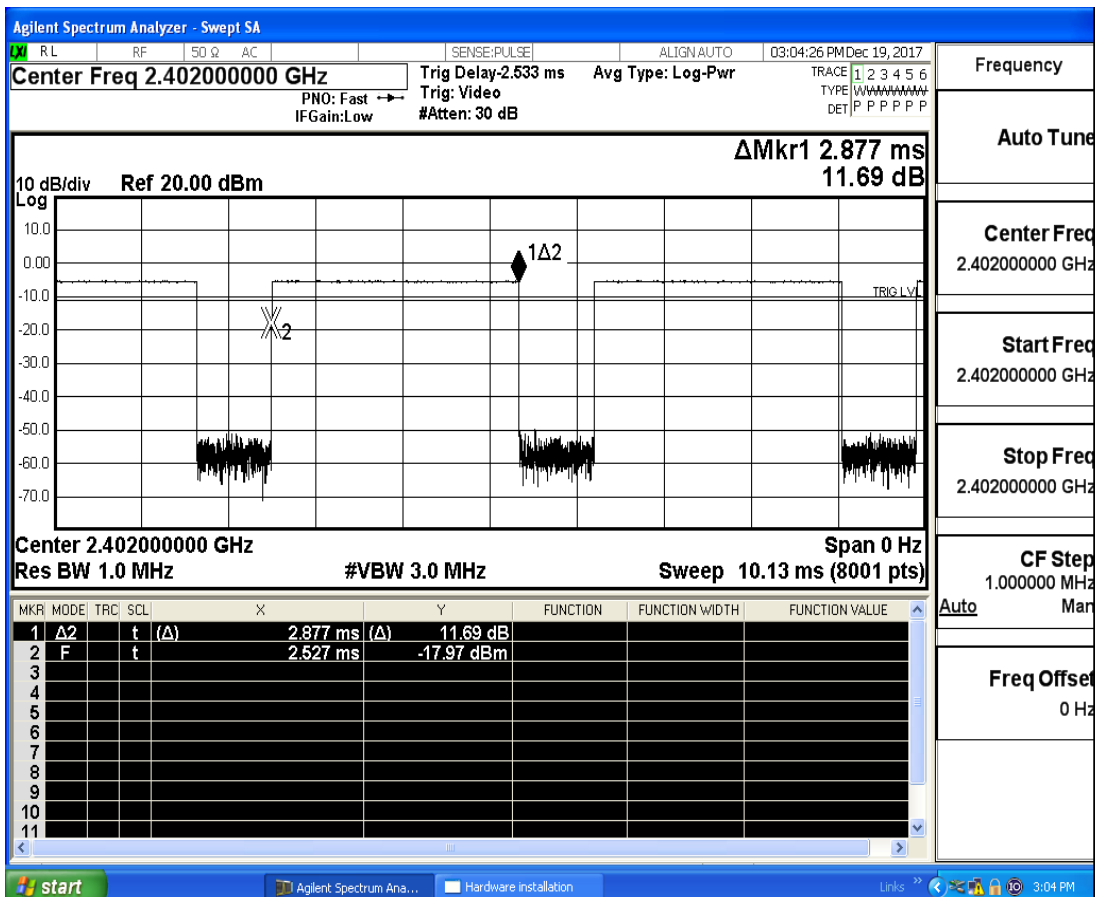 Agilent Spectrum Analyzer - Swept SA
LXI RL RF 50 Ω AC SENSE:PULSE ALIGN AUTO 03:04:26 PM Dec 19, 2017
Center Freq 2.402000000 GHz
PNO: Fast
IFGain:Low
Trig Delay-2.533 ms
Trig: Video
#Atten: 30 dB
Avg Type: Log-Pwr
TRACE 1 2 3 4 5 6
TYPE WWWWWW
DET P P P P P P
ΔMkr1 2.877 ms
11.69 dB
10 dB/div Ref 20.00 dBm
Log
10.0
0.00
-10.0
-20.0
-30.0
-40.0
-50.0
-60.0
-70.0
1Δ2
2
TRIG LVL
Center 2.402000000 GHz Span 0 Hz
Res BW 1.0 MHz #VBW 3.0 MHz Sweep 10.13 ms (8001 pts)
MKR MODE TRC SCL X Y FUNCTION FUNCTION WIDTH FUNCTION VALUE
1 Δ2 t (Δ) 2.877 ms (Δ) 11.69 dB
2 F t 2.527 ms -17.97 dBm
3
4
5
6
7
8
9
10
11
Frequency
Auto Tune
Center Freq
2.402000000 GHz
Start Freq
2.402000000 GHz
Stop Freq
2.402000000 GHz
CF Step
1.000000 MHz
Auto Man
Freq Offset
0 Hz
start Agilent Spectrum Ana... Hardware installation Links » 10 3:04 PM